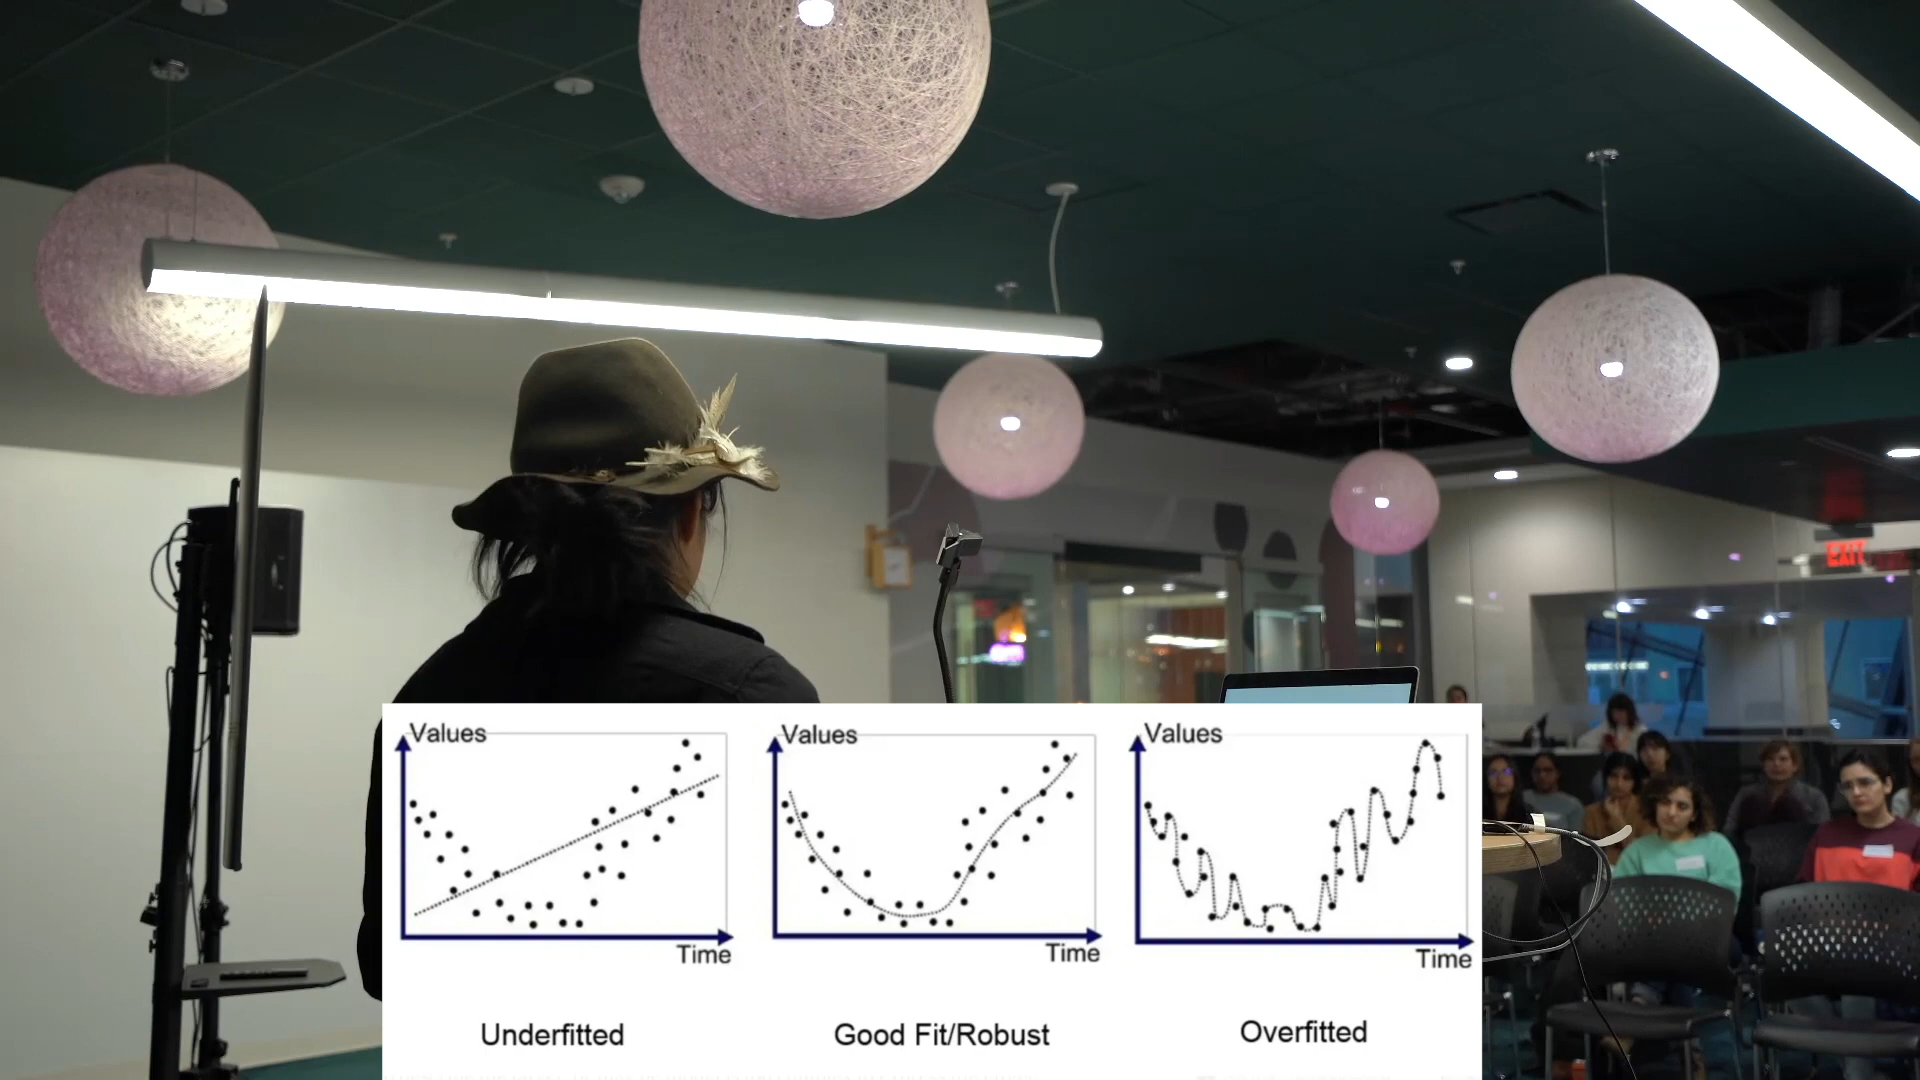 EXIT
Values
Time
Underfitted
Values
Time
Good Fit/Robust
Values
Time
Overfitted